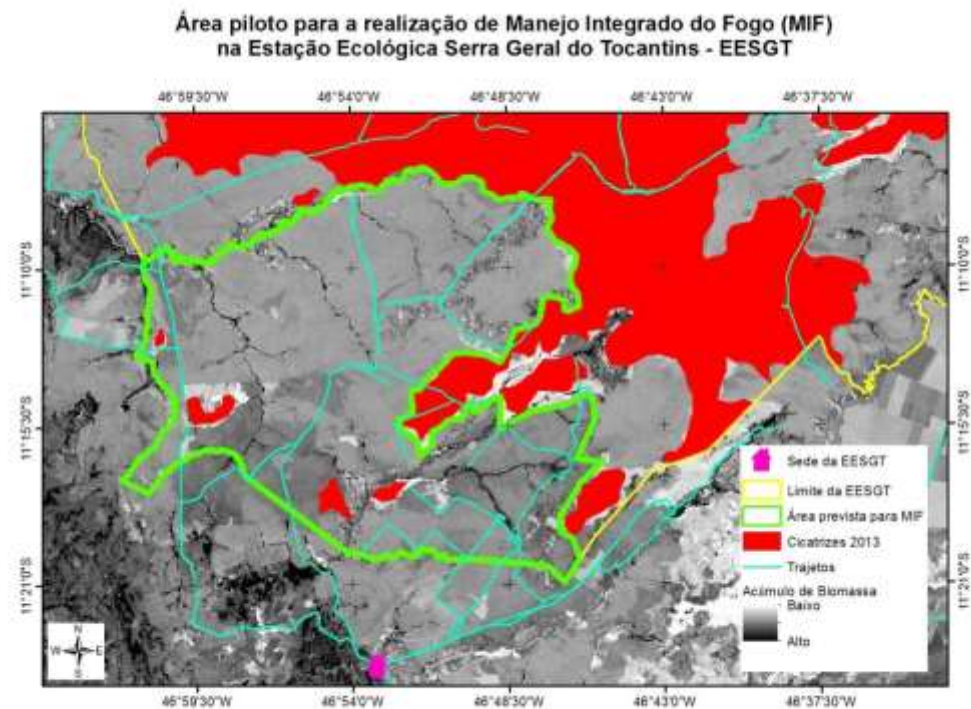 Área piloto para a realização de Manejo Integrado do Fogo (MIF)
na Estação Ecológica Serra Geral do Tocantins - EESGT
46°59'30"W 46°54'0"W 46°48'30"W 46°43'0"W 46°37'30"W
11°10'0"S 11°10'0"S
11°15'30"S 11°15'30"S
11°21'0"S 11°21'0"S
Sede da EESGT
Limite da EESGT
Área prevista para MIF
Cicatrizes 2013
Trajetos
Acúmulo de Biomassa
Baixo
Alto
N
W E
S
46°59'30"W 46°54'0"W 46°48'30"W 46°43'0"W 46°37'30"W